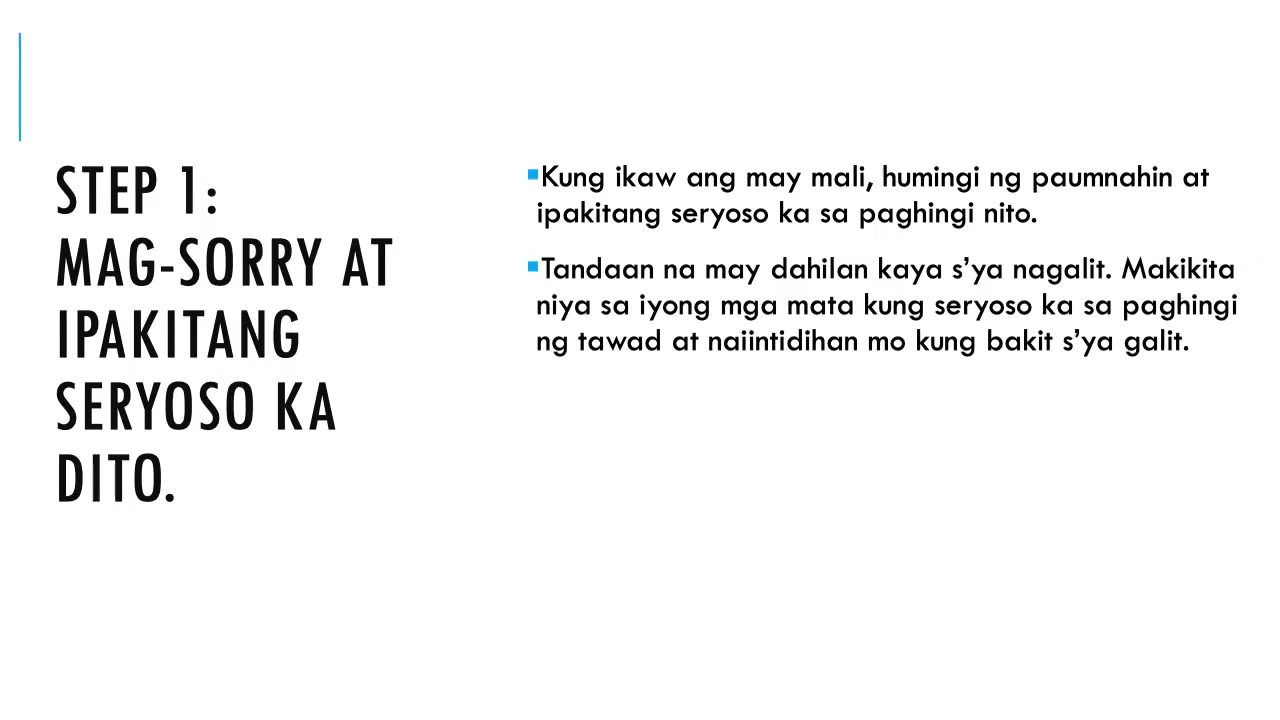 STEP 1:
MAG-SORRY AT
IPAKITANG
SERYOSO KA
DITO.
▪Kung ikaw ang may mali, humingi ng paumnahin at
ipakitang seryoso ka sa paghingi nito.
▪Tandaan na may dahilan kaya s’ya nagalit. Makikita
niya sa iyong mga mata kung seryoso ka sa paghingi
ng tawad at naiintidihan mo kung bakit s’ya galit.